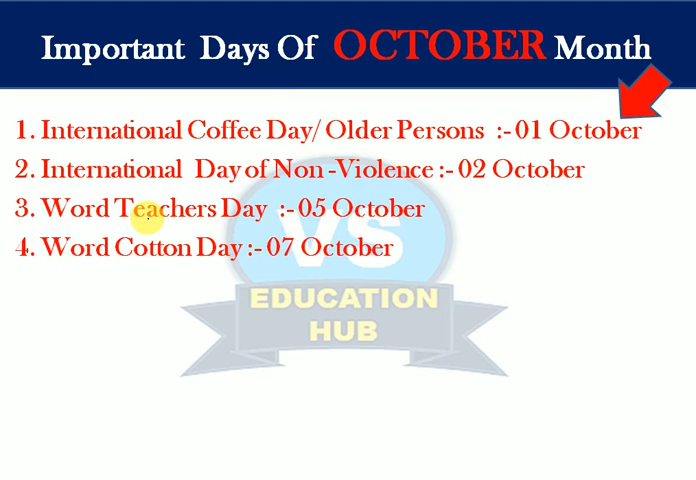 Important Days Of OCTOBER Month
1. International Coffee Day/ Older Persons :- 01 October
2. International Day of Non -Violence :- 02 October
3. Word Teachers Day :- 05 October
4. Word Cotton Day :- 07 October
VS
EDUCATION
HUB